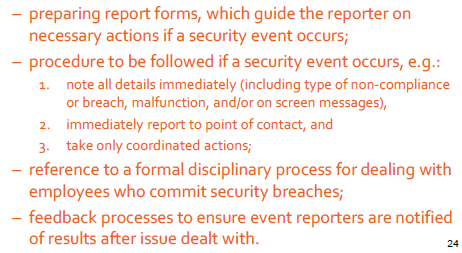 – preparing report forms, which guide the reporter on
necessary actions if a security event occurs;
– procedure to be followed if a security event occurs, e.g.:
1. note all details immediately (including type of non-compliance
or breach, malfunction, and/or on screen messages),
2. immediately report to point of contact, and
3. take only coordinated actions;
– reference to a formal disciplinary process for dealing with
employees who commit security breaches;
– feedback processes to ensure event reporters are notified
of results after issue dealt with.
24